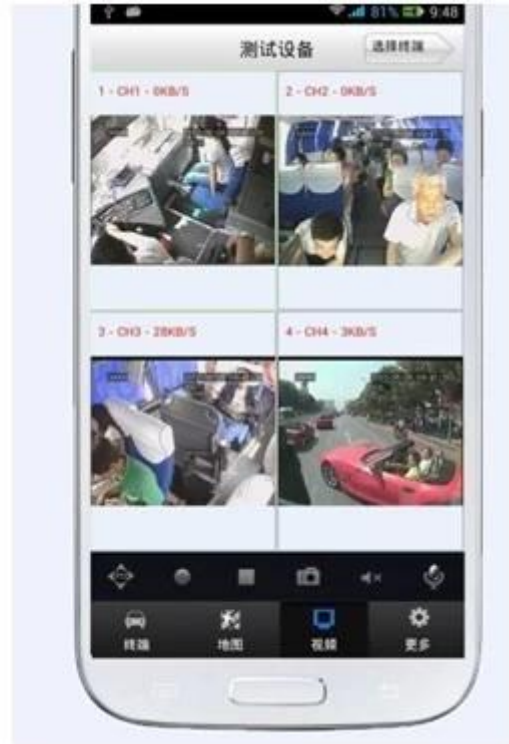 81% 9:48
测试设备 选择终端
1 - CH1 - 0KB/S
2 - CH2 - 0KB/S
3 - CH3 - 28KB/S
4 - CH4 - 3KB/S
终端 地图 视频 更多